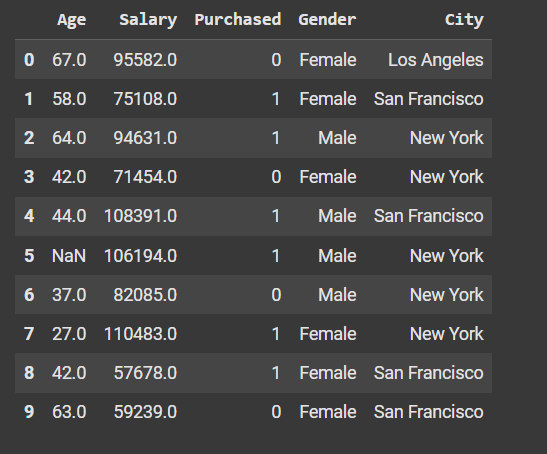 Age Salary Purchased Gender City
0 67.0 95582.0 0 Female Los Angeles
1 58.0 75108.0 1 Female San Francisco
2 64.0 94631.0 1 Male New York
3 42.0 71454.0 0 Female New York
4 44.0 108391.0 1 Male San Francisco
5 NaN 106194.0 1 Male New York
6 37.0 82085.0 0 Male New York
7 27.0 110483.0 1 Female New York
8 42.0 57678.0 1 Female San Francisco
9 63.0 59239.0 0 Female San Francisco